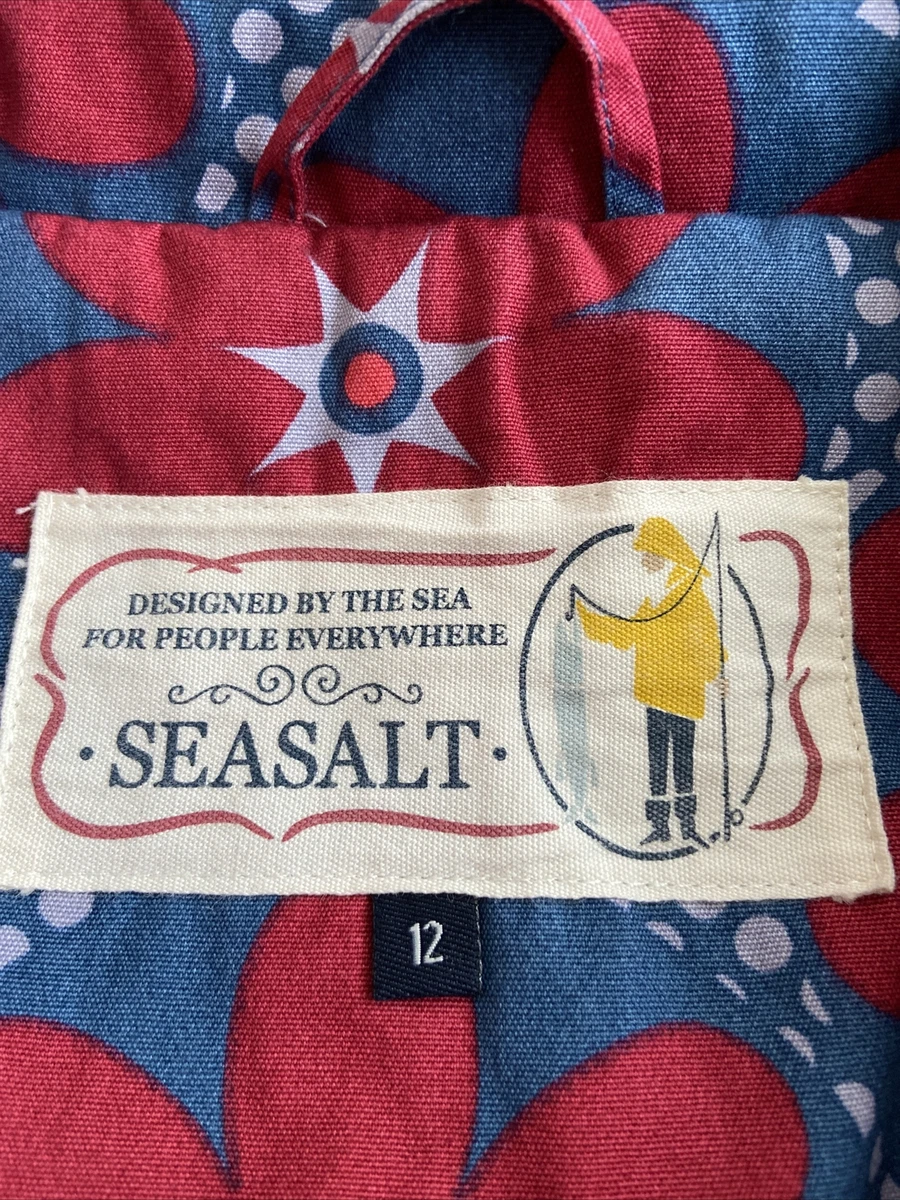 DESIGNED BY THE SEA
FOR PEOPLE EVERYWHERE
·SEASALT·
12